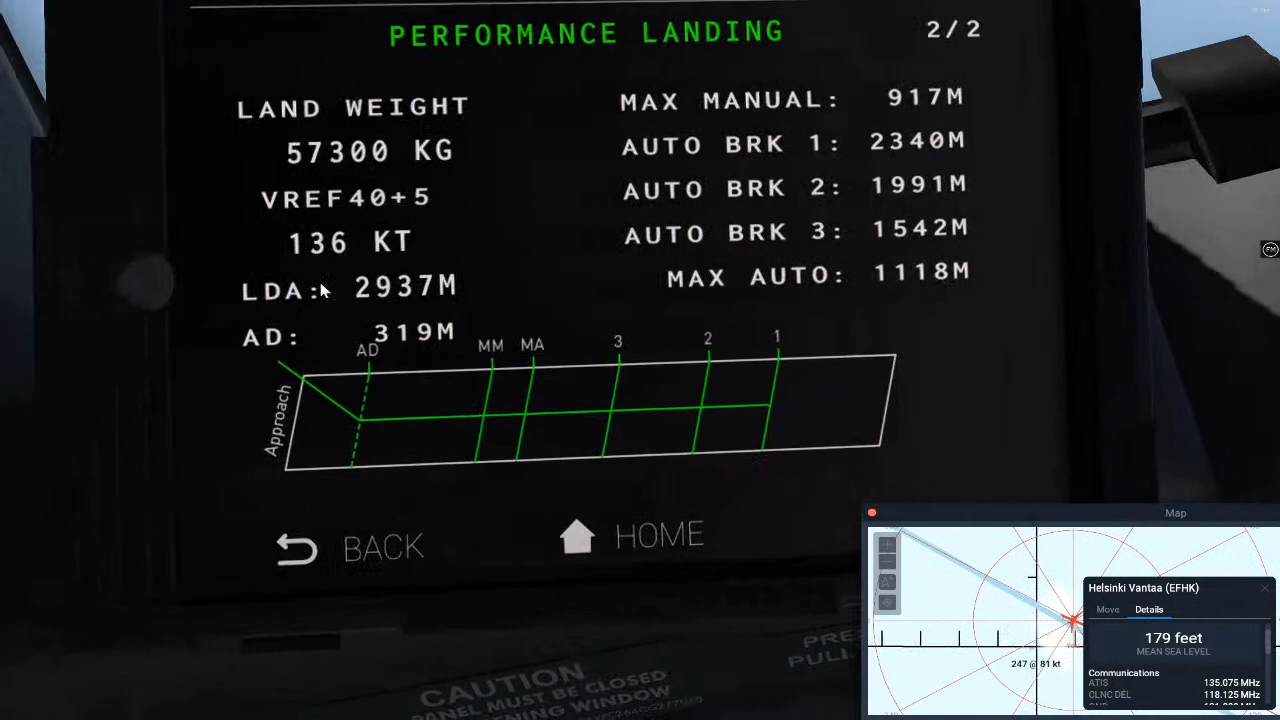 PERFORMANCE LANDING
2/2
LAND WEIGHT
57300 KG
VREF40+5
136 KT
LDA: 2937M
AD: 319M
MAX MANUAL: 917M
AUTO BRK 1: 2340M
AUTO BRK 2: 1991M
AUTO BRK 3: 1542M
MAX AUTO: 1118M
AD MM MA 3 2 1
Approach
BACK
HOME
CAUTION
PANEL MUST BE CLOSED
WINDOW
PULL
FM
Map
Helsinki Vantaa (EFHK)
Move Details
179 feet
MEAN SEA LEVEL
Communications
ATIS 135.075 MHz
CLNC DEL 118.125 MHz
247 @ 81 kt